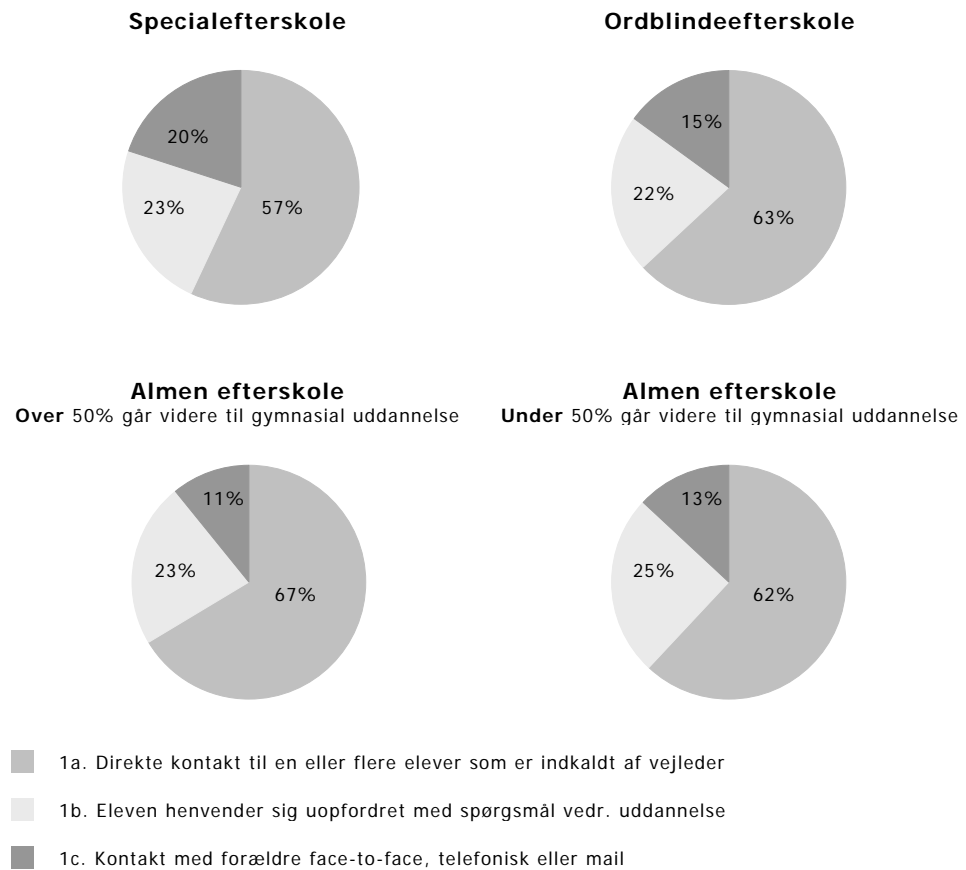 Specialefterskole
20%
23%
57%
Ordblindeefterskole
15%
22%
63%
Almen efterskole
Over 50% går videre til gymnasial uddannelse
11%
23%
67%
Almen efterskole
Under 50% går videre til gymnasial uddannelse
13%
25%
62%
1a. Direkte kontakt til en eller flere elever som er indkaldt af vejleder
1b. Eleven henvender sig uopfordret med spørgsmål vedr. uddannelse
1c. Kontakt med forældre face-to-face, telefonisk eller mail